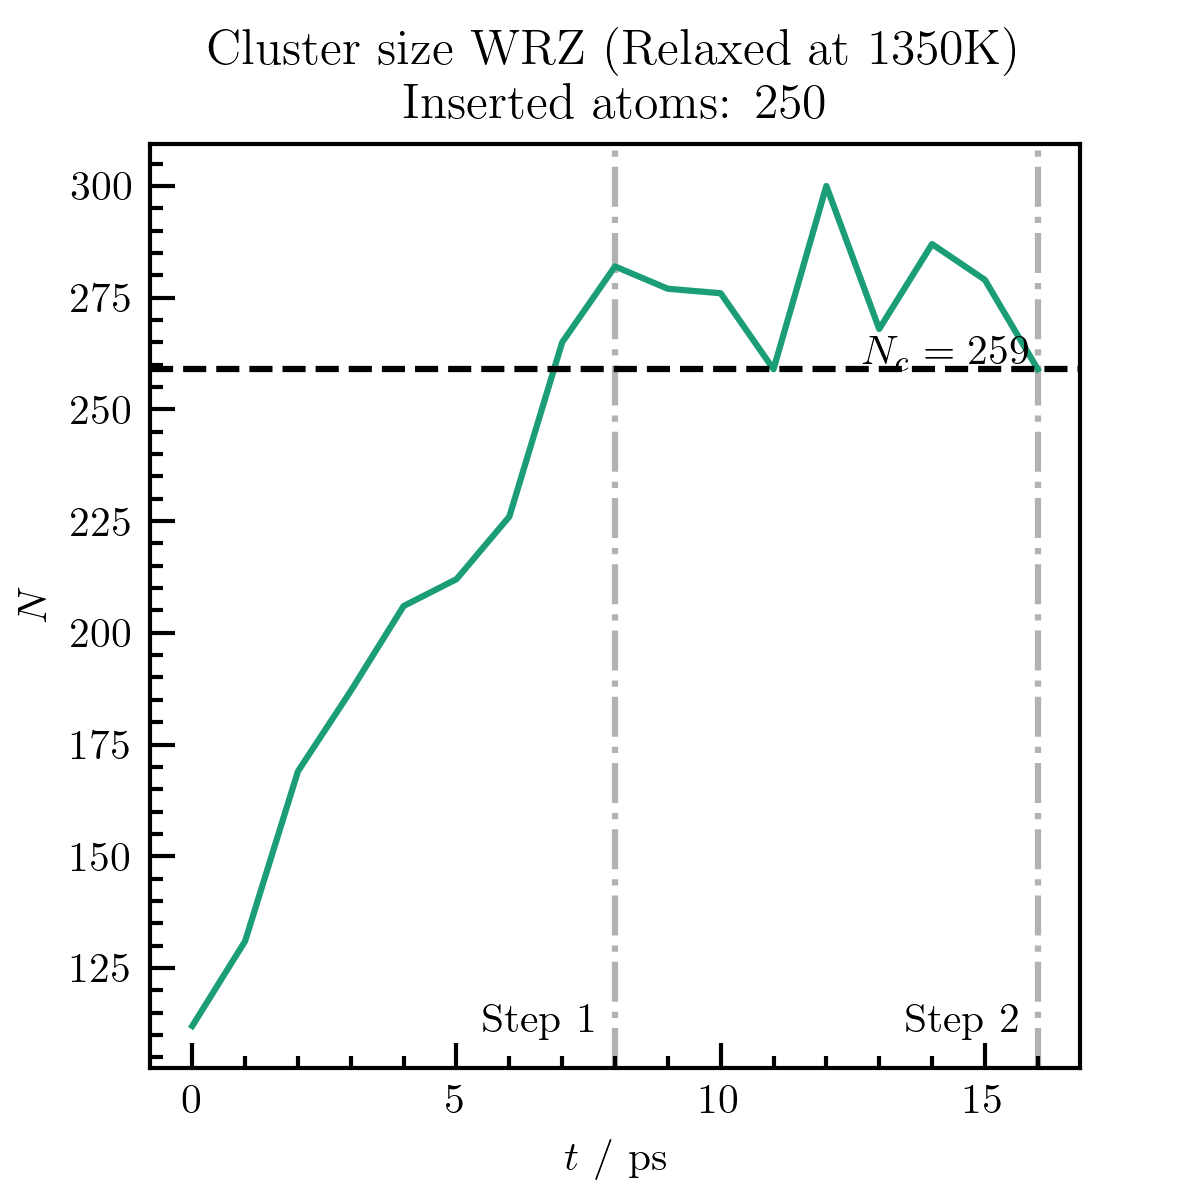 Cluster size WRZ (Relaxed at 1350K)
Inserted atoms: 250
300
275
250
225
200
175
150
125
N
N_c = 259
Step 1
Step 2
0
5
10
15
t / ps